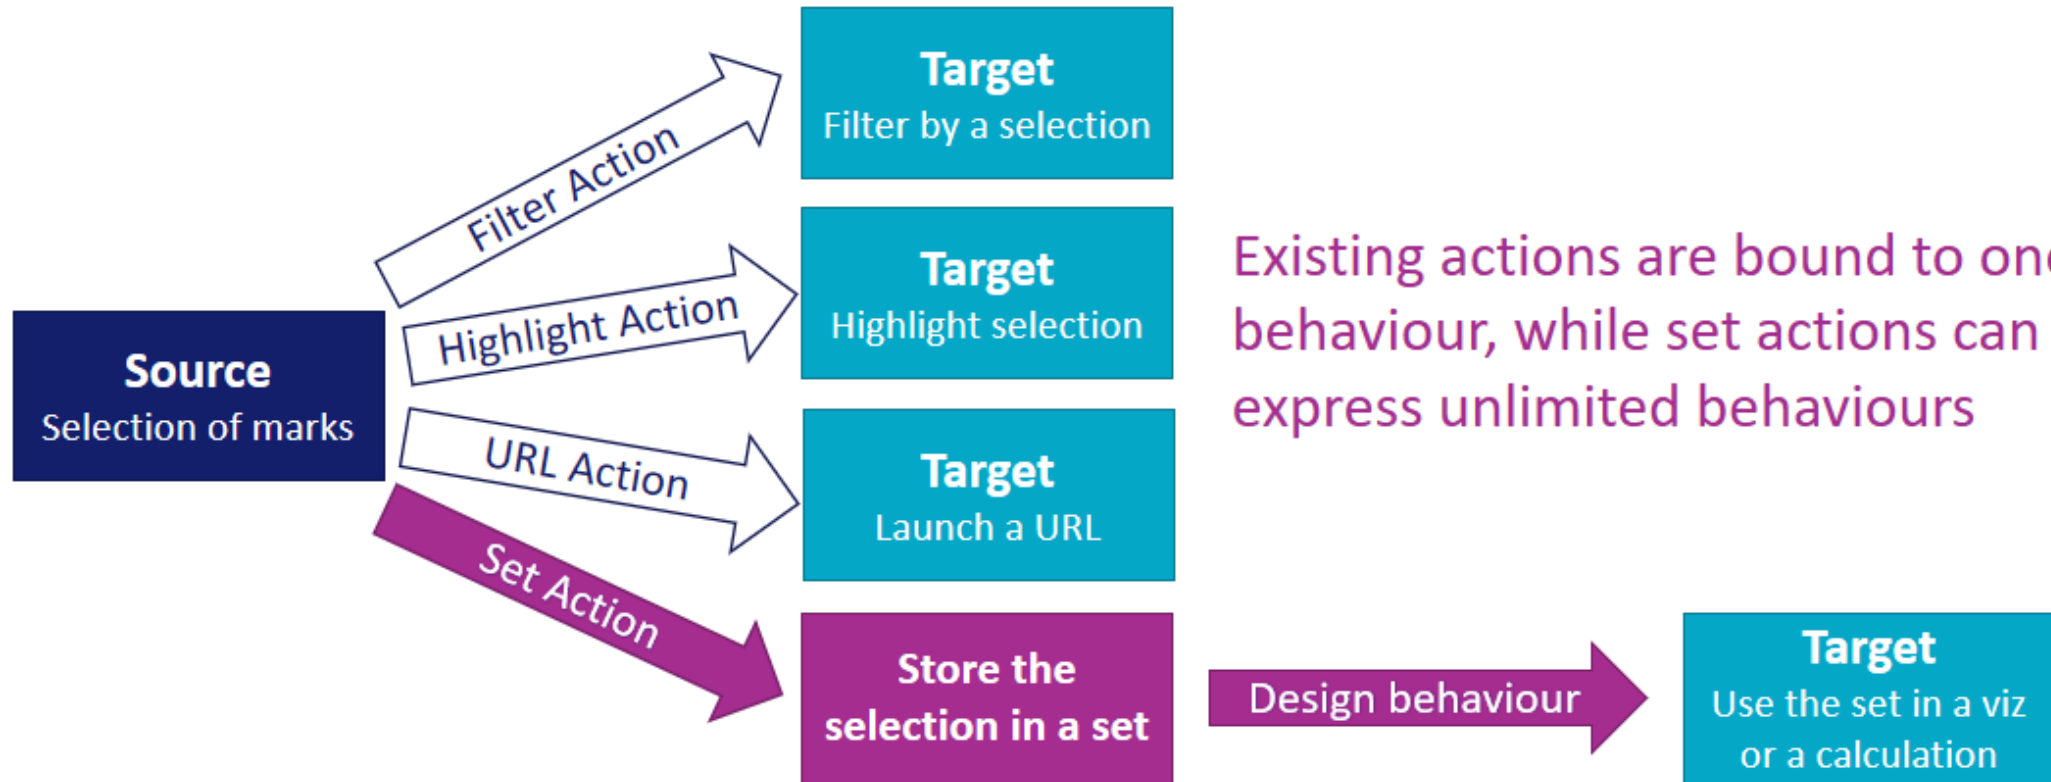 Source
Selection of marks
Filter Action
Highlight Action
URL Action
Set Action
Target
Filter by a selection
Target
Highlight selection
Target
Launch a URL
Store the
selection in a set
Existing actions are bound to one
behaviour, while set actions can
express unlimited behaviours
Design behaviour
Target
Use the set in a viz
or a calculation